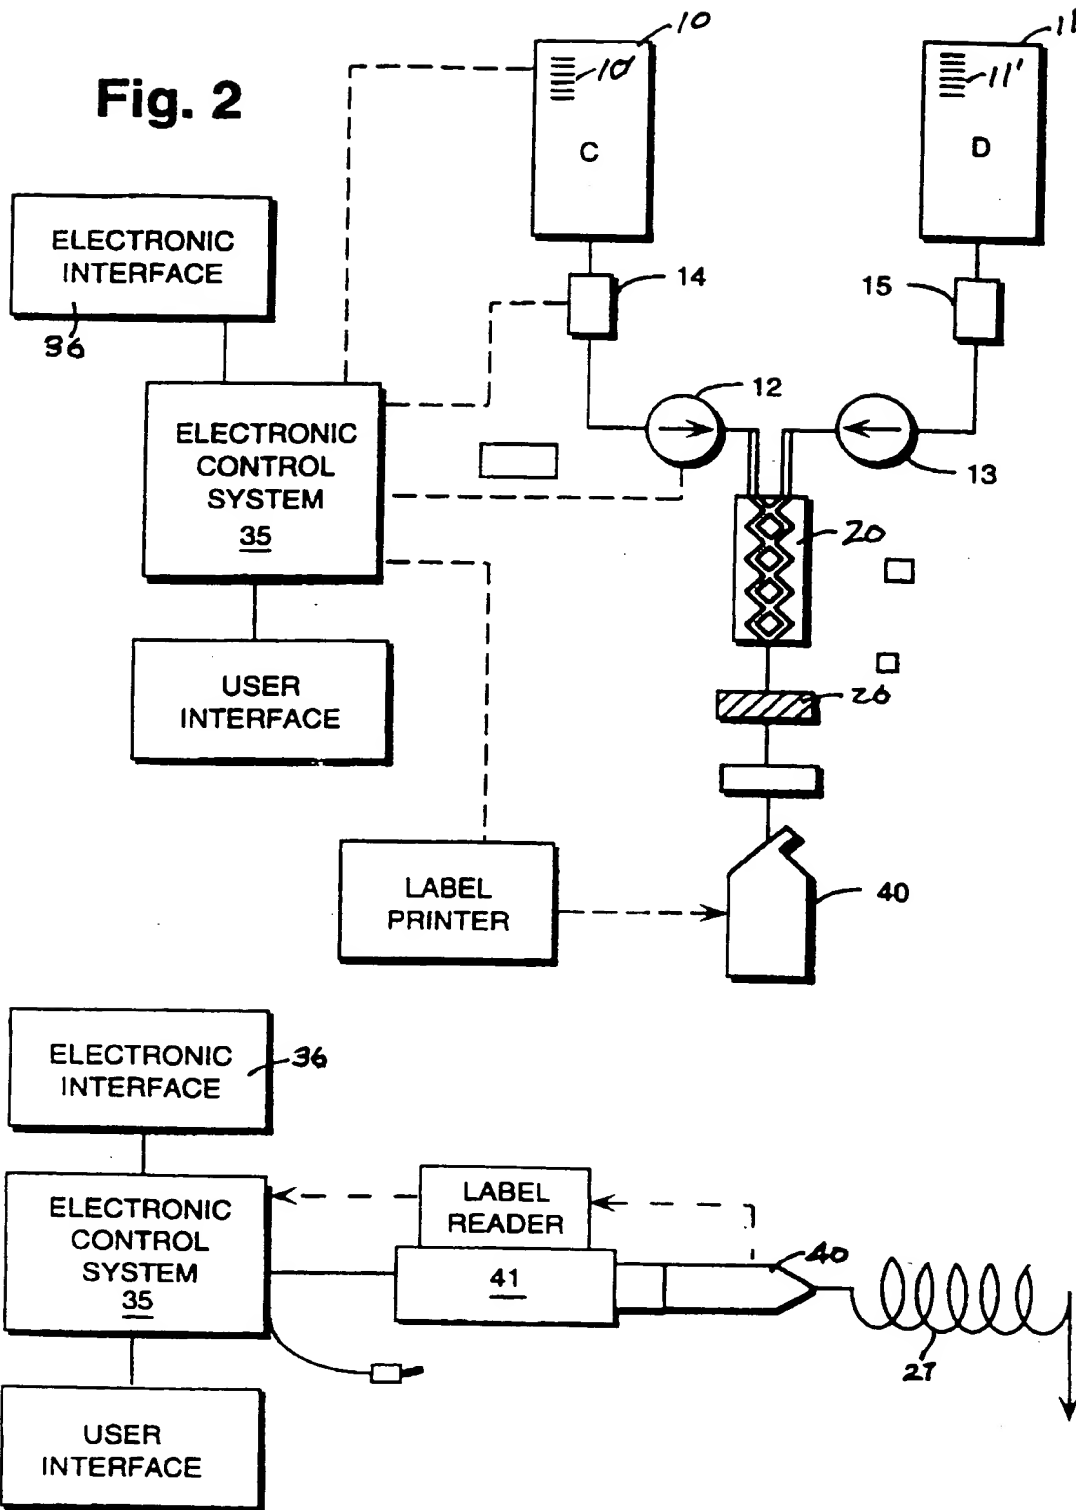 Fig. 2
10
10'
C
11
11'
D
ELECTRONIC
INTERFACE
36
14
15
12
13
ELECTRONIC
CONTROL
SYSTEM
35
20
USER
INTERFACE
26
LABEL
PRINTER
40
ELECTRONIC
INTERFACE
36
ELECTRONIC
CONTROL
SYSTEM
35
LABEL
READER
41
40
27
USER
INTERFACE